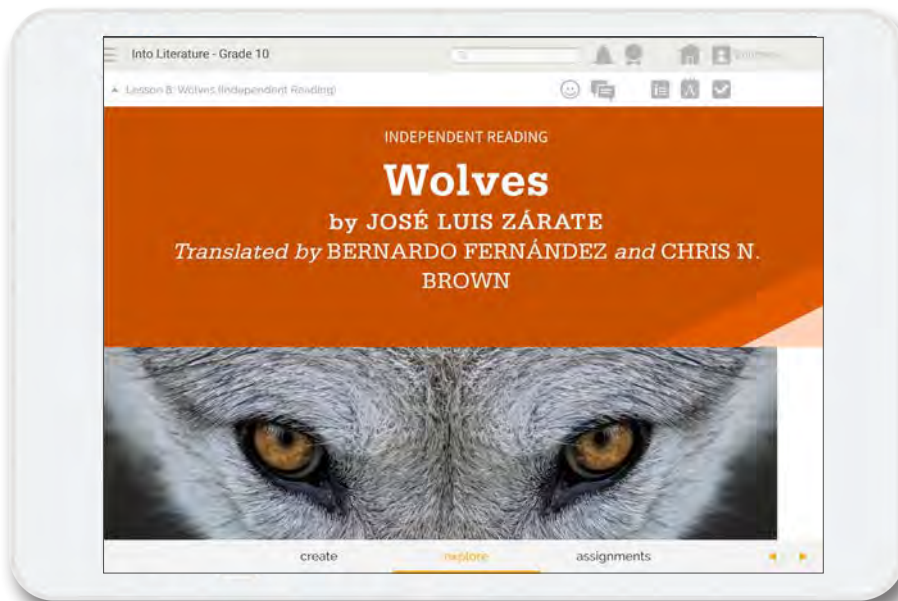 Into Literature - Grade 10
Lesson 8: Wolves (Independent Reading)
INDEPENDENT READING
Wolves
by JOSÉ LUIS ZÁRATE
Translated by BERNARDO FERNÁNDEZ and CHRIS N.
BROWN
create
explore
assignments